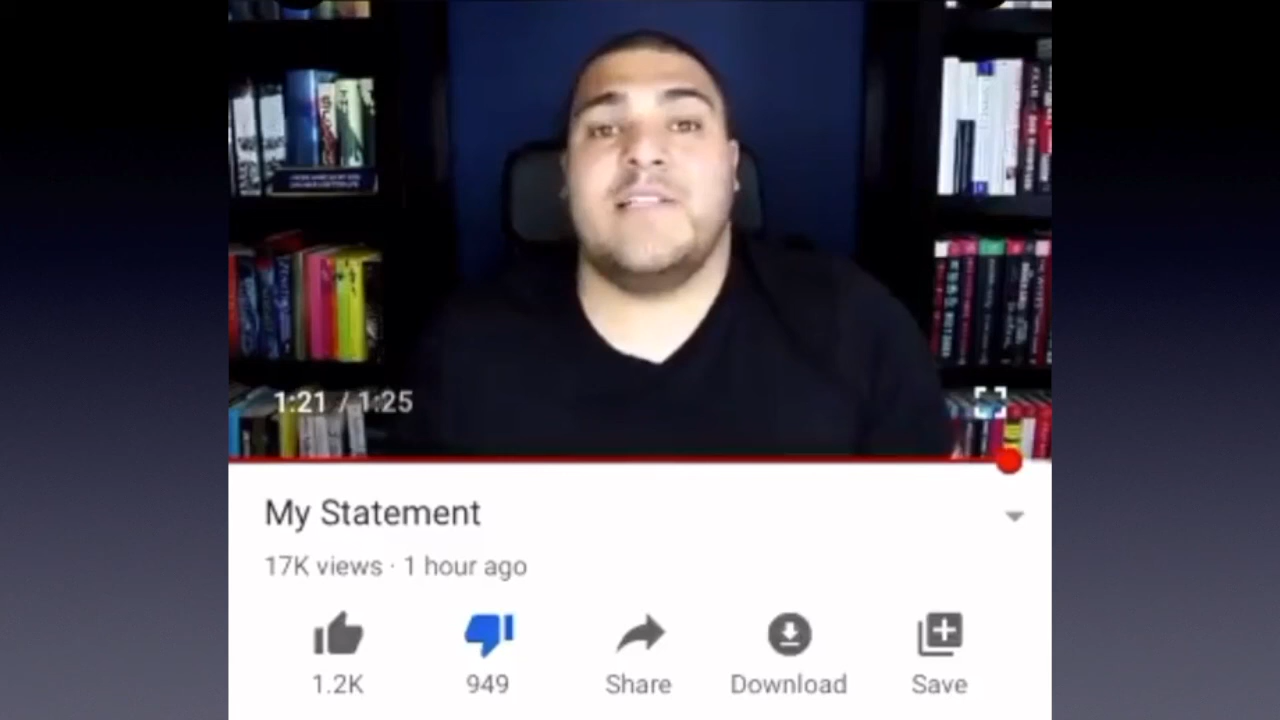 1:21 / 1:25
My Statement
17K views · 1 hour ago
1.2K
949
Share
Download
Save